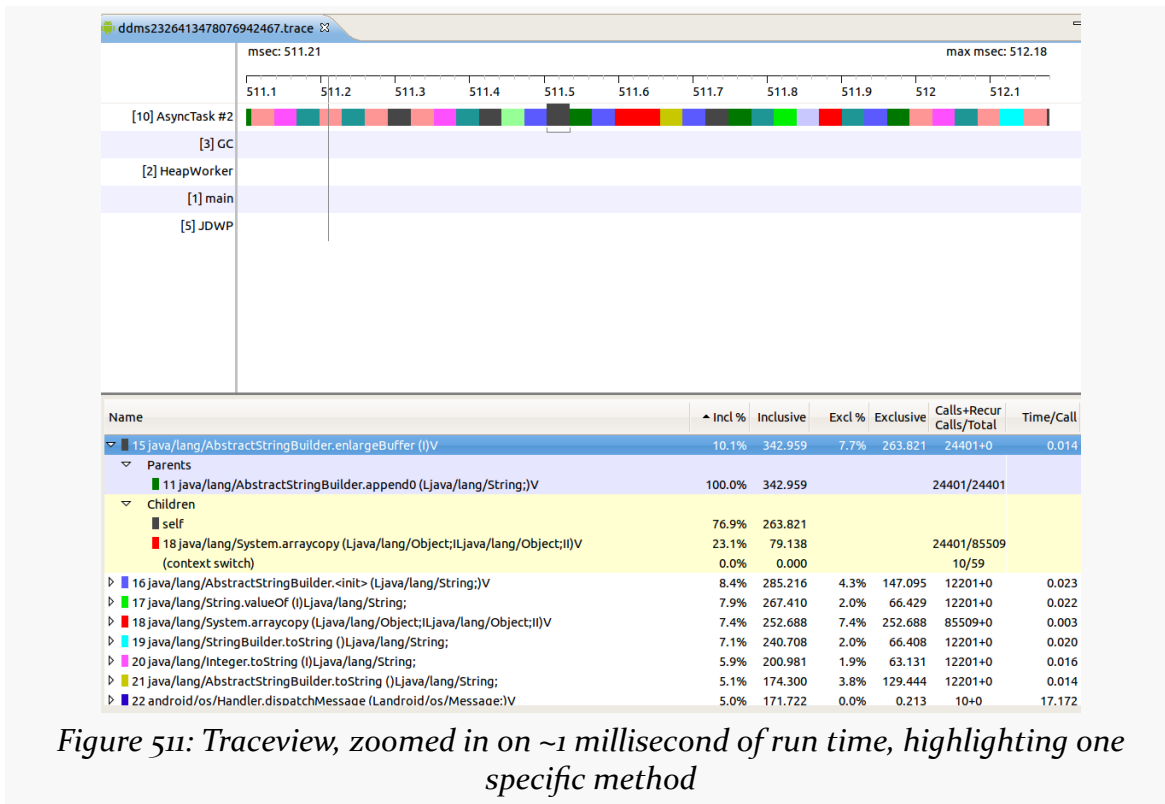 ddms2326413478076942467.trace
msec: 511.21 max msec: 512.18
511.1 511.2 511.3 511.4 511.5 511.6 511.7 511.8 511.9 512 512.1
[10] AsyncTask #2
[3] GC
[2] HeapWorker
[1] main
[5] JDWP
Name Incl % Inclusive Excl % Exclusive Calls+Recur Calls/Total Time/Call
15 java/lang/AbstractStringBuilder.enlargeBuffer (I)V 10.1% 342.959 7.7% 263.821 24401+0 0.014
Parents
11 java/lang/AbstractStringBuilder.append0 (Ljava/lang/String;)V 100.0% 342.959 24401/24401
Children
self 76.9% 263.821
18 java/lang/System.arraycopy (Ljava/lang/Object;ILjava/lang/Object;II)V 23.1% 79.138 24401/85509
(context switch) 0.0% 0.000 10/59
16 java/lang/AbstractStringBuilder.<init> (Ljava/lang/String;)V 8.4% 285.216 4.3% 147.095 12201+0 0.023
17 java/lang/String.valueOf (I)Ljava/lang/String; 7.9% 267.410 2.0% 66.429 12201+0 0.022
18 java/lang/System.arraycopy (Ljava/lang/Object;ILjava/lang/Object;II)V 7.4% 252.688 7.4% 252.688 85509+0 0.003
19 java/lang/StringBuilder.toString ()Ljava/lang/String; 7.1% 240.708 2.0% 66.408 12201+0 0.020
20 java/lang/Integer.toString (I)Ljava/lang/String; 5.9% 200.981 1.9% 63.131 12201+0 0.016
21 java/lang/AbstractStringBuilder.toString ()Ljava/lang/String; 5.1% 174.300 3.8% 129.444 12201+0 0.014
22 android/os/Handler.dispatchMessage (Landroid/os/Message;)V 5.0% 171.722 0.0% 0.213 10+0 17.172
Figure 511: Traceview, zoomed in on ~1 millisecond of run time, highlighting one
specific method